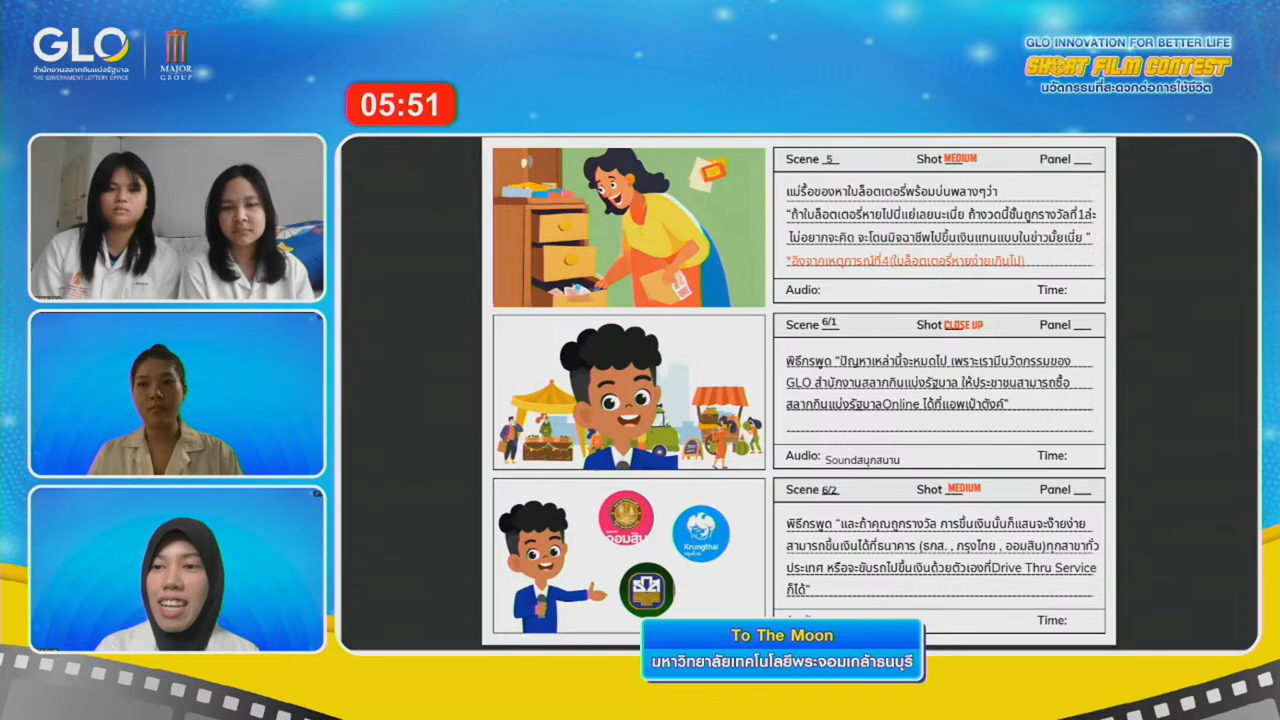 GLO
สำนักงานสลากกินแบ่งรัฐบาล
THE GOVERNMENT LOTTERY OFFICE
MAJOR
GROUP
GLO INNOVATION FOR BETTER LIFE
SHORT FILM CONTEST
นวัตกรรมที่สะดวกต่อการใช้ชีวิต
05:51
Scene 5 Shot MEDIUM Panel
แม่รื้อของหาใบล็อตเตอรี่พร้อมบ่นพลางๆว่า
"ถ้าใบล็อตเตอรี่หายไปนี่แย่เลยนะเนี่ย ถ้างวดนี้ชั้นถูกรางวัลที่1ล่ะ
ไม่อยากจะคิด จะโดนมิจฉาชีพไปขึ้นเงินแทนแบบในข่าวมั้ยเนี่ย "
*อิงจากเหตุการณ์ที่4(ใบล็อตเตอรี่หายง่ายเกินไป)
Audio: Time:
Scene 6/1 Shot CLOSE UP Panel
พิธีกรพูด "ปัญหาเหล่านี้จะหมดไป เพราะเรามีนวัตกรรมของ
GLO สำนักงานสลากกินแบ่งรัฐบาล ให้ประชาชนสามารถซื้อ
สลากกินแบ่งรัฐบาลOnline ได้ที่แอพเป๋าตังค์"
Audio: Soundสนุกสนาน Time:
ออมสิน
Krungthai
กรุงไทย
Scene 6/2 Shot MEDIUM Panel
พิธีกรพูด "และถ้าคุณถูกรางวัล การขึ้นเงินนั้นก็แสนจะง๊ายง่าย
สามารถขึ้นเงินได้ที่ธนาคาร (ธกส. , กรุงไทย , ออมสิน)ทุกสาขาทั่ว
ประเทศ หรือจะขับรถไปขึ้นเงินด้วยตัวเองที่Drive Thru Service
ก็ได้"
Time:
To The Moon
มหาวิทยาลัยเทคโนโลยีพระจอมเกล้าธนบุรี